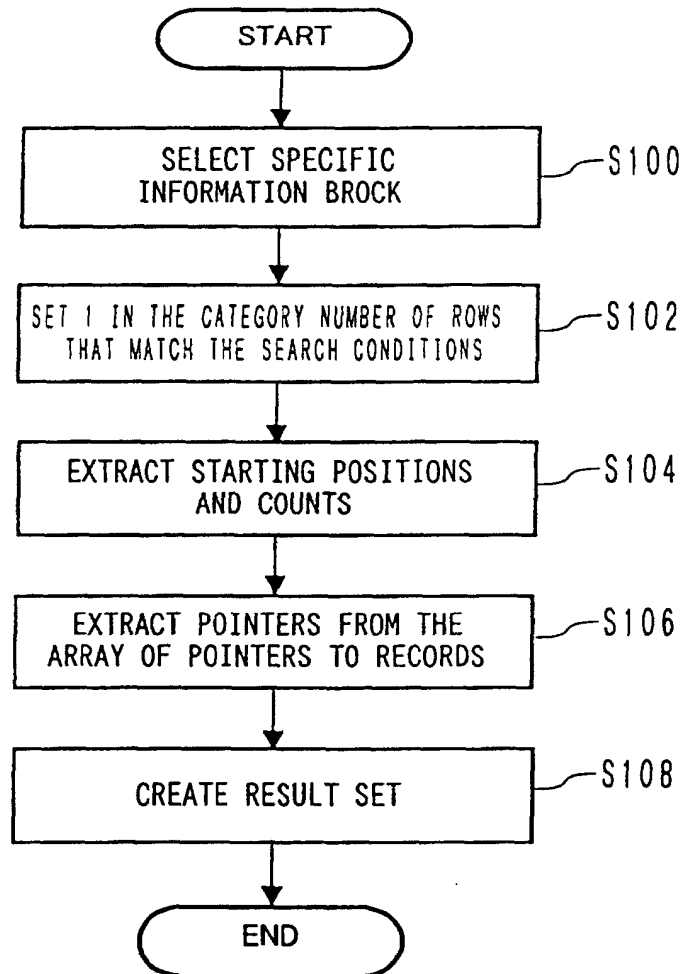 START
SELECT SPECIFIC
INFORMATION BROCK
S100
SET 1 IN THE CATEGORY NUMBER OF ROWS
THAT MATCH THE SEARCH CONDITIONS
S102
EXTRACT STARTING POSITIONS
AND COUNTS
S104
EXTRACT POINTERS FROM THE
ARRAY OF POINTERS TO RECORDS
S106
CREATE RESULT SET
S108
END